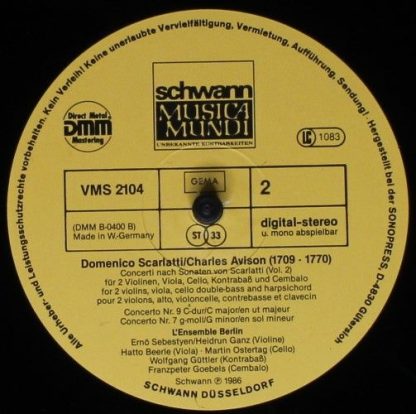 Kein Verleih! Keine unerlaubte Vervielfältigung, Vermietung, Aufführung, Sendung! · Hergestellt bei der SONOPRESS, D-4830 Gütersloh
Alle Urheber- und Leistungsschutzrechte vorbehalten.
schwann
MUSICA
MUNDI
UNBEKANNTE KOSTBARKEITEN
Direct Metal
DMM
Mastering
LC 1083
VMS 2104
GEMA
2
(DMM B-0400 B)
Made in W.Germany
ST 33
digital-stereo
u. mono abspielbar
Domenico Scarlatti/Charles Avison (1709 - 1770)
Concerti nach Sonaten von Scarlatti (Vol. 2)
für 2 Violinen, Viola, Cello, Kontrabaß und Cembalo
for 2 violins, viola, cello double-bass and harpsichord
pour 2 violons, alto, violoncelle, contrebasse et clavecin
Concerto Nr. 9 C-dur/C major/en ut majeur
Concerto Nr. 7 g-moll/G minor/en sol mineur
L'Ensemble Berlin
Ernö Sebestyen/Heidrun Ganz (Violine)
Hatto Beerle (Viola) · Martin Ostertag (Cello)
Wolfgang Güttler (Kontrabaß)
Franzpeter Goebels (Cembalo)
Schwann ℗ 1986
SCHWANN DÜSSELDORF